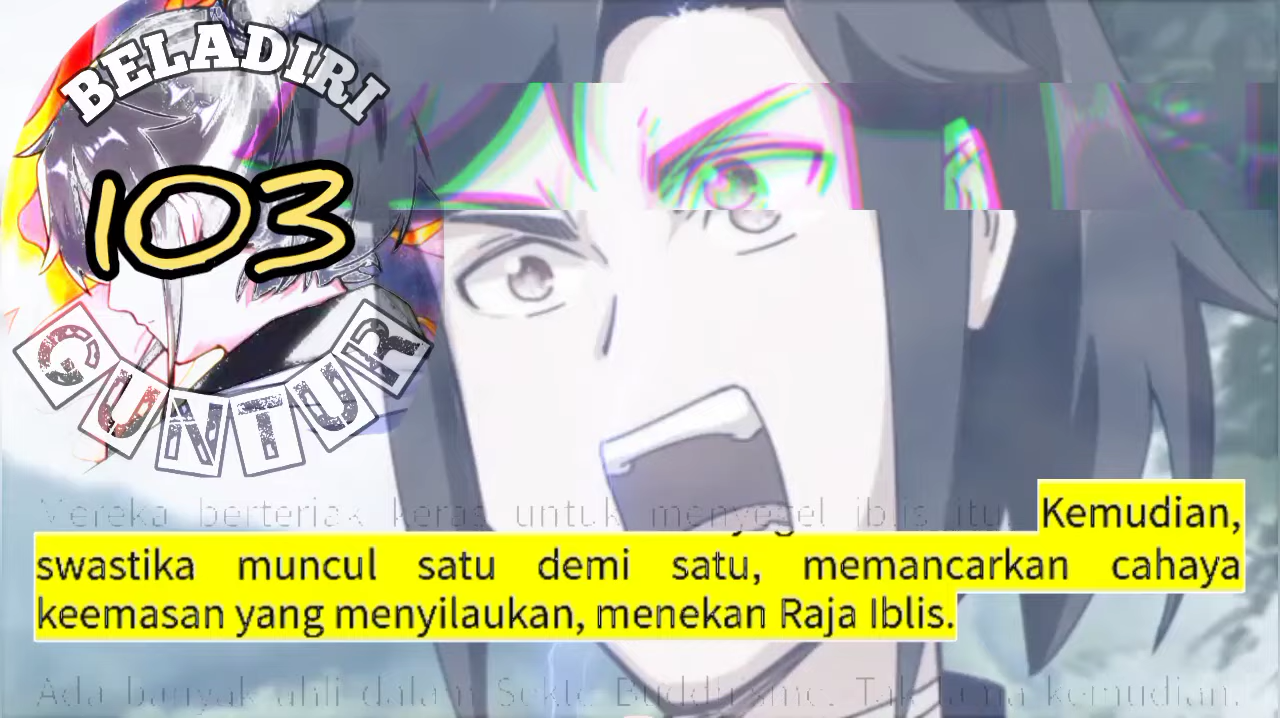 BELADIRI
103
GUNTUR
Mereka berteriak keras untuk menyegel iblis itu. Kemudian,
swastika muncul satu demi satu, memancarkan cahaya
keemasan yang menyilaukan, menekan Raja Iblis.
Ada banyak ahli dalam Sekte Buddhisme. Tak lama kemudian,